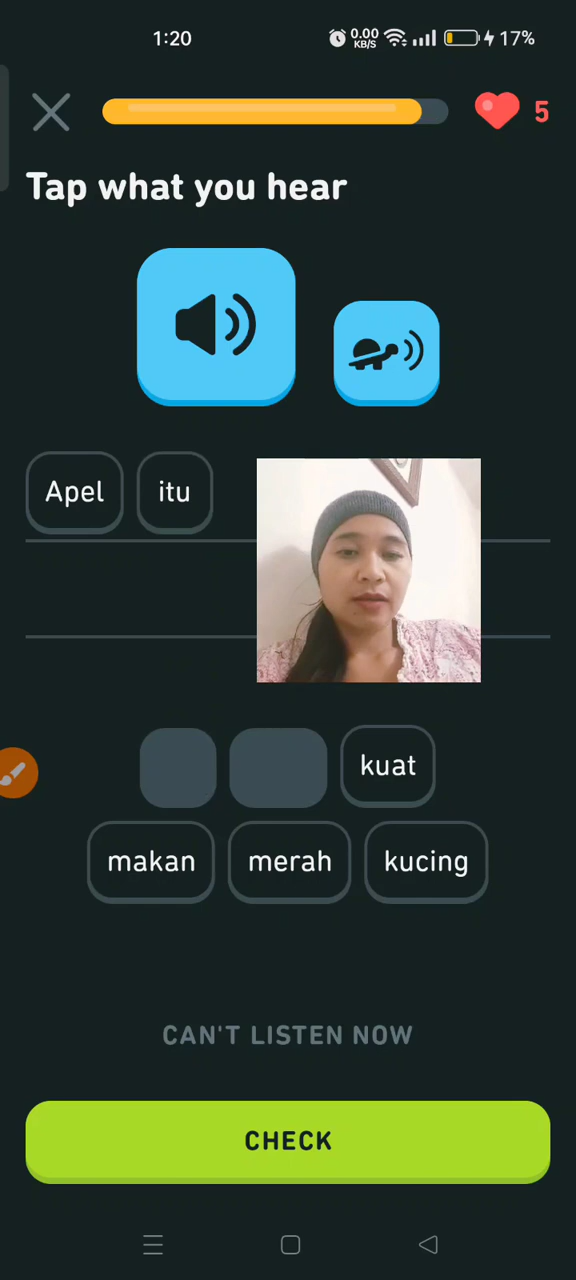 1:20 0.00 KB/S 17%
5
Tap what you hear
Apel itu
kuat
makan merah kucing
CAN'T LISTEN NOW
CHECK